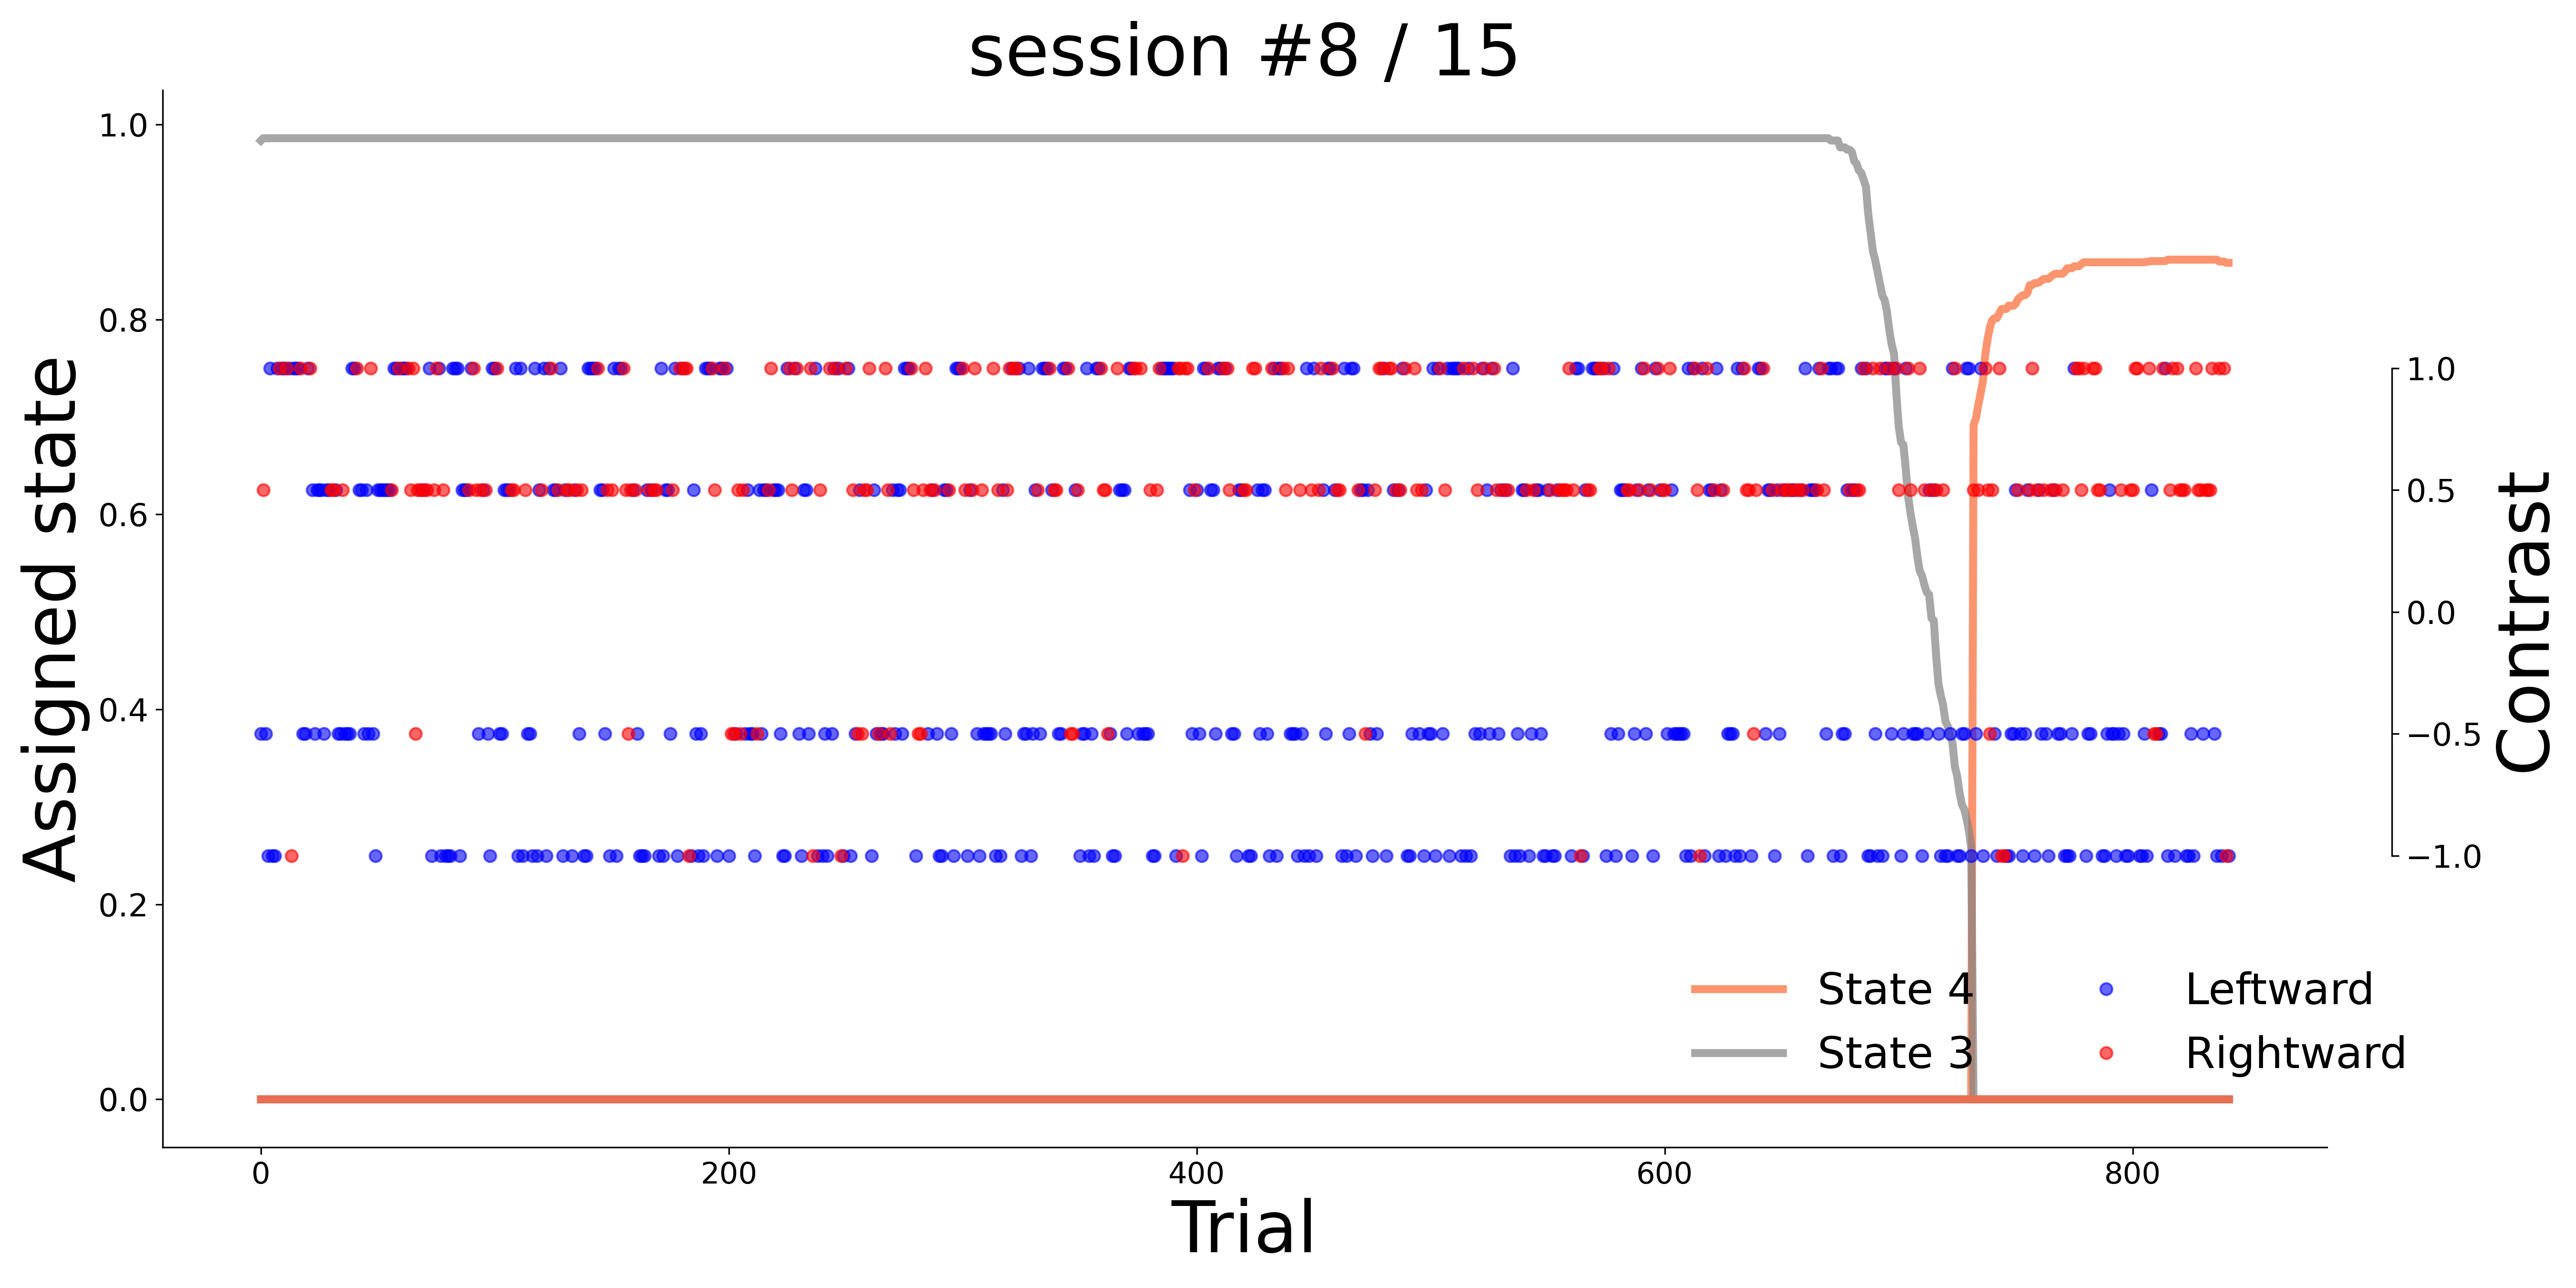 session #8 / 15
Assigned state
1.0
0.8
0.6
0.4
0.2
0.0
1.0
0.5
0.0
−0.5
−1.0
Contrast
State 4
State 3
Leftward
Rightward
0
200
400
600
800
Trial